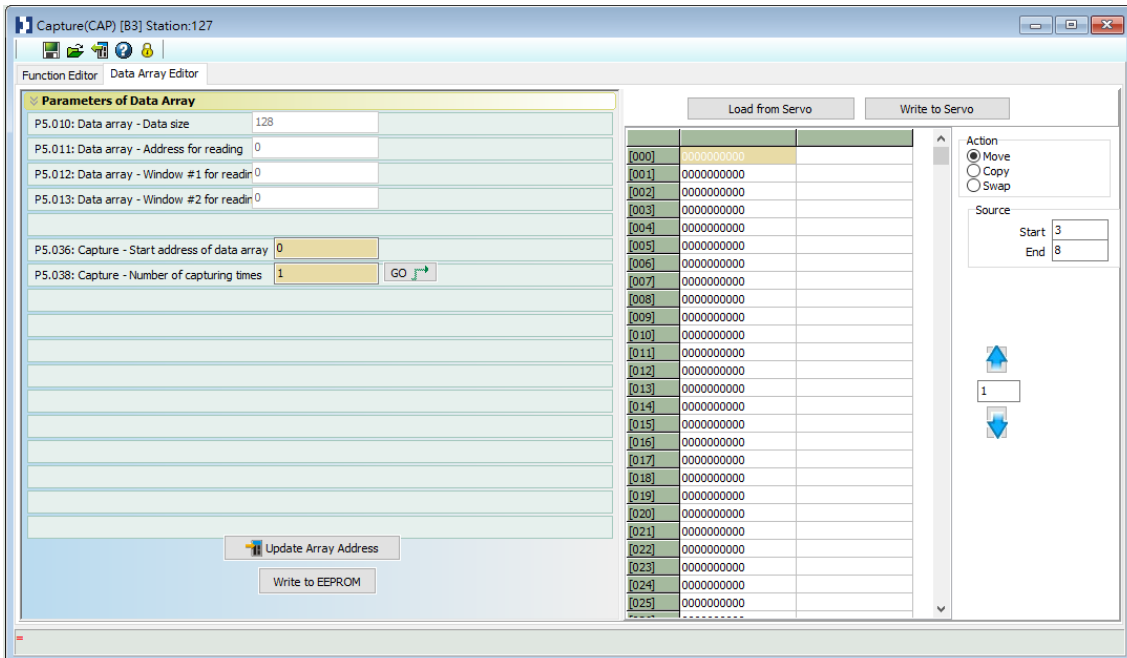 Capture(CAP) [B3] Station:127
Function Editor Data Array Editor
Parameters of Data Array
P5.010: Data array - Data size 128
P5.011: Data array - Address for reading 0
P5.012: Data array - Window #1 for readin 0
P5.013: Data array - Window #2 for readin 0
P5.036: Capture - Start address of data array 0
P5.038: Capture - Number of capturing times 1 GO
Update Array Address
Write to EEPROM
Load from Servo Write to Servo
[000] 0000000000
[001] 0000000000
[002] 0000000000
[003] 0000000000
[004] 0000000000
[005] 0000000000
[006] 0000000000
[007] 0000000000
[008] 0000000000
[009] 0000000000
[010] 0000000000
[011] 0000000000
[012] 0000000000
[013] 0000000000
[014] 0000000000
[015] 0000000000
[016] 0000000000
[017] 0000000000
[018] 0000000000
[019] 0000000000
[020] 0000000000
[021] 0000000000
[022] 0000000000
[023] 0000000000
[024] 0000000000
[025] 0000000000
Action
Move
Copy
Swap
Source
Start 3
End 8
1
=